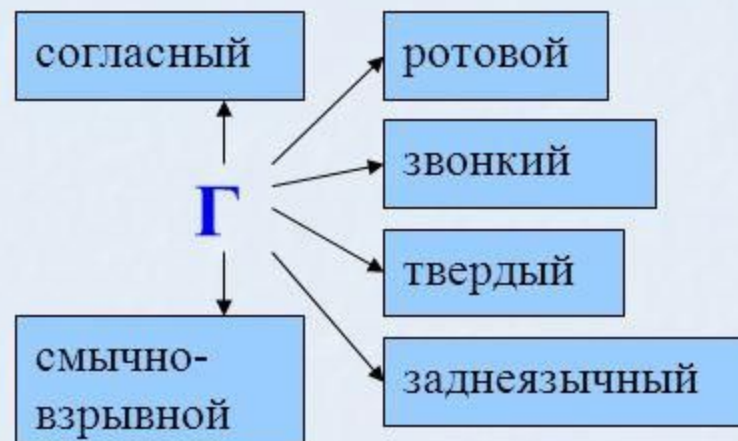 согласный
ротовой
звонкий
Г
твердый
смычно-
взрывной
заднеязычный